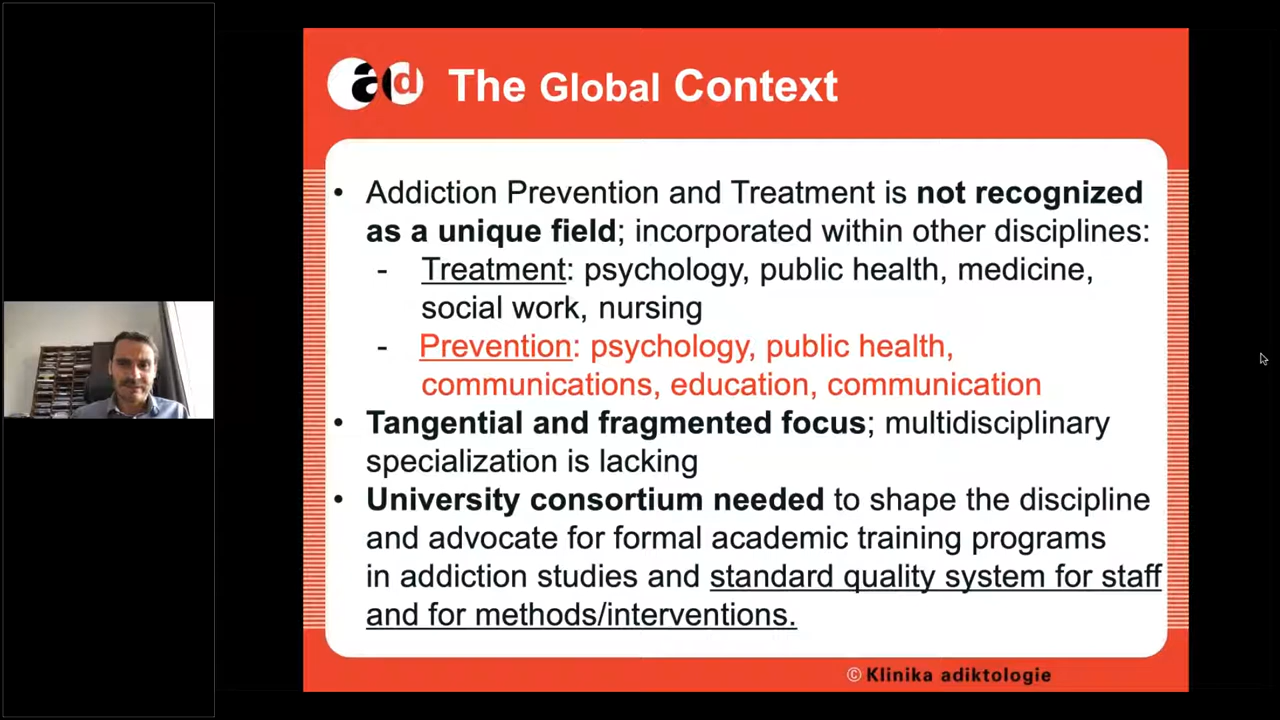 ad The Global Context
• Addiction Prevention and Treatment is not recognized
as a unique field; incorporated within other disciplines:
- Treatment: psychology, public health, medicine,
social work, nursing
- Prevention: psychology, public health,
communications, education, communication
• Tangential and fragmented focus; multidisciplinary
specialization is lacking
• University consortium needed to shape the discipline
and advocate for formal academic training programs
in addiction studies and standard quality system for staff
and for methods/interventions.
© Klinika adiktologie